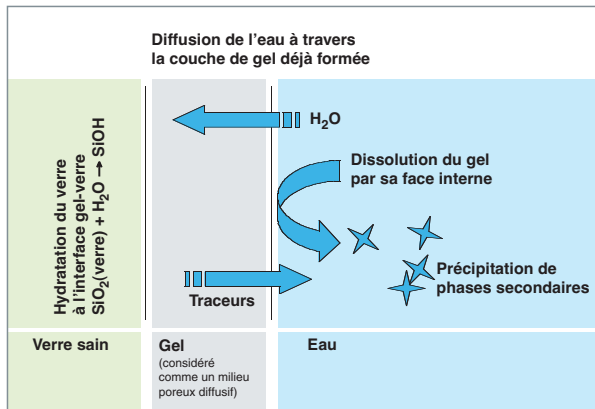 Diffusion de l'eau à travers
la couche de gel déjà formée
Hydratation du verre
à l'interface gel-verre
SiO₂(verre) + H₂O → SiOH
H₂O
Dissolution du gel
par sa face interne
Traceurs
Précipitation de
phases secondaires
Verre sain
Gel
(considéré
comme un milieu
poreux diffusif)
Eau